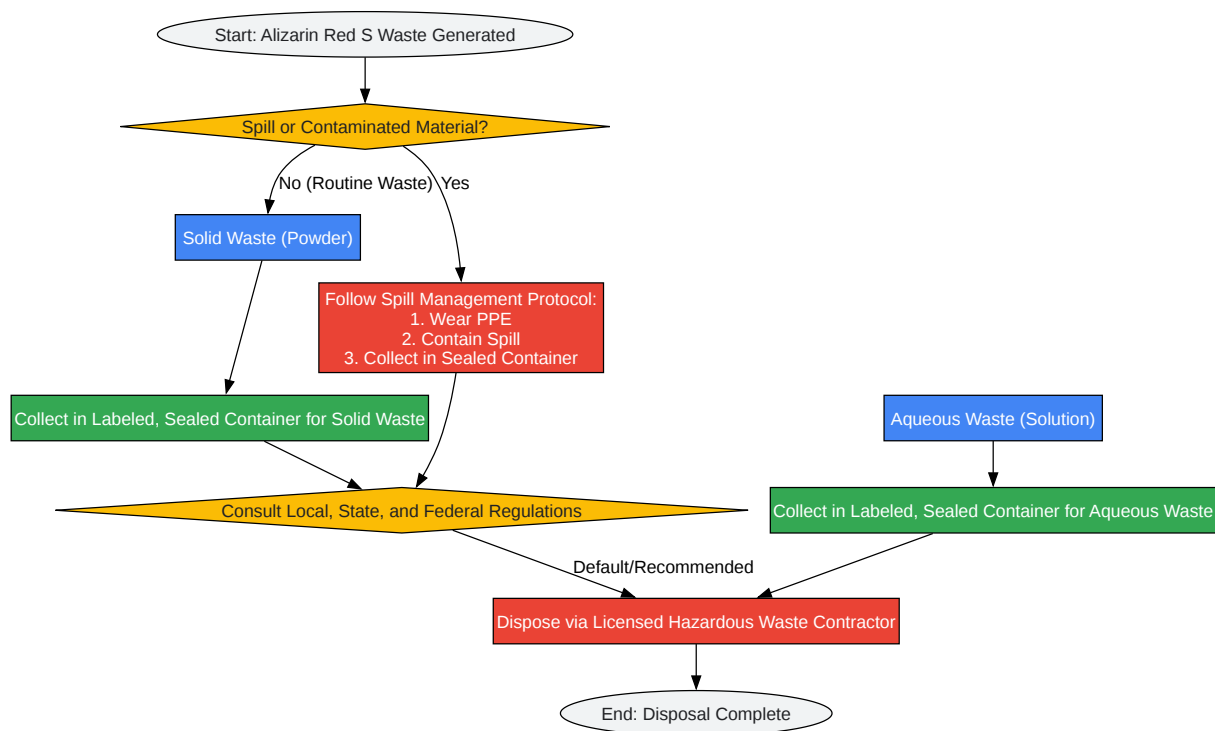 Start: Alizarin Red S Waste Generated
Spill or Contaminated Material?
No (Routine Waste)
Yes
Solid Waste (Powder)
Follow Spill Management Protocol:
1. Wear PPE
2. Contain Spill
3. Collect in Sealed Container
Collect in Labeled, Sealed Container for Solid Waste
Aqueous Waste (Solution)
Consult Local, State, and Federal Regulations
Collect in Labeled, Sealed Container for Aqueous Waste
Default/Recommended
Dispose via Licensed Hazardous Waste Contractor
End: Disposal Complete